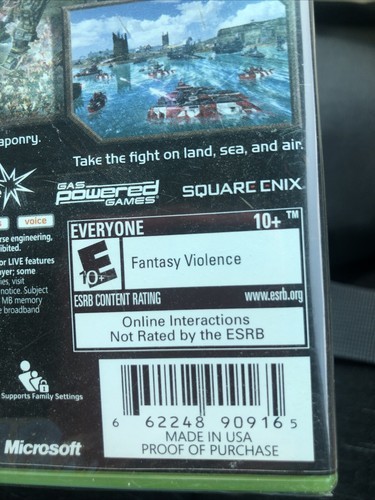 aponry.
Take the fight on land, sea, and air.
GAS
powered
GAMES
SQUARE ENIX
voice
rse engineering,
ibited.
or LIVE features
oyer; some
ies, visit
notice. Subject
MB memory
e broadband
EVERYONE 10+ ™
E
10+
Fantasy Violence
ESRB CONTENT RATING www.esrb.org
Online Interactions
Not Rated by the ESRB
Supports Family Settings
6 62248 90916 5
MADE IN USA
PROOF OF PURCHASE
Microsoft